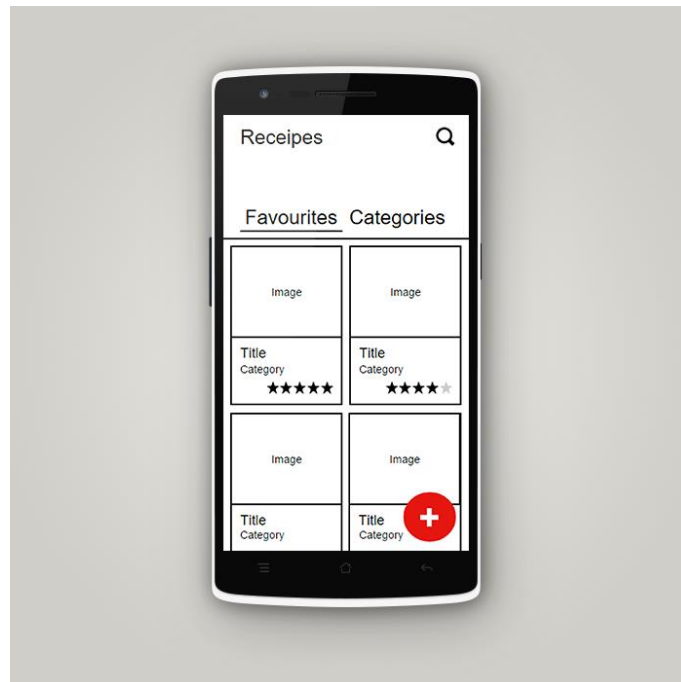 Receipes
Favourites Categories
Image Image
Title Title
Category Category
Image Image
Title Title
Category Category